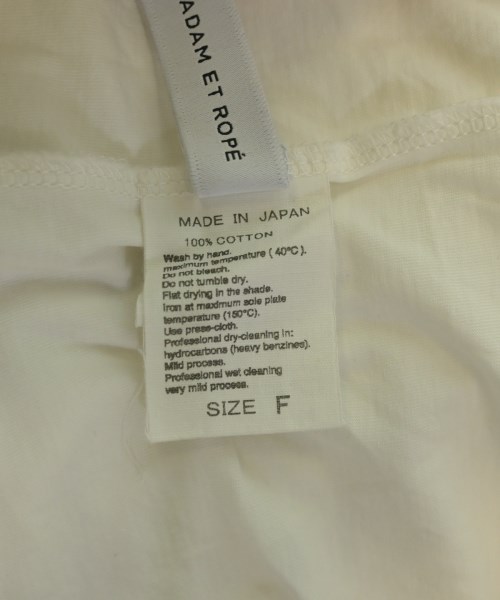 ADAM ET ROPÉ
MADE IN JAPAN
100% COTTON
Wash by hand.
maximum temperature ( 40°C ).
Do not bleach.
Do not tumble dry.
Flat drying in the shade.
Iron at maximum sole plate
temperature (150°C).
Use press-cloth.
Professional dry-cleaning in:
hydrocarbons (heavy benzines).
Mild process.
Professional wet cleaning
very mild process.
SIZE F